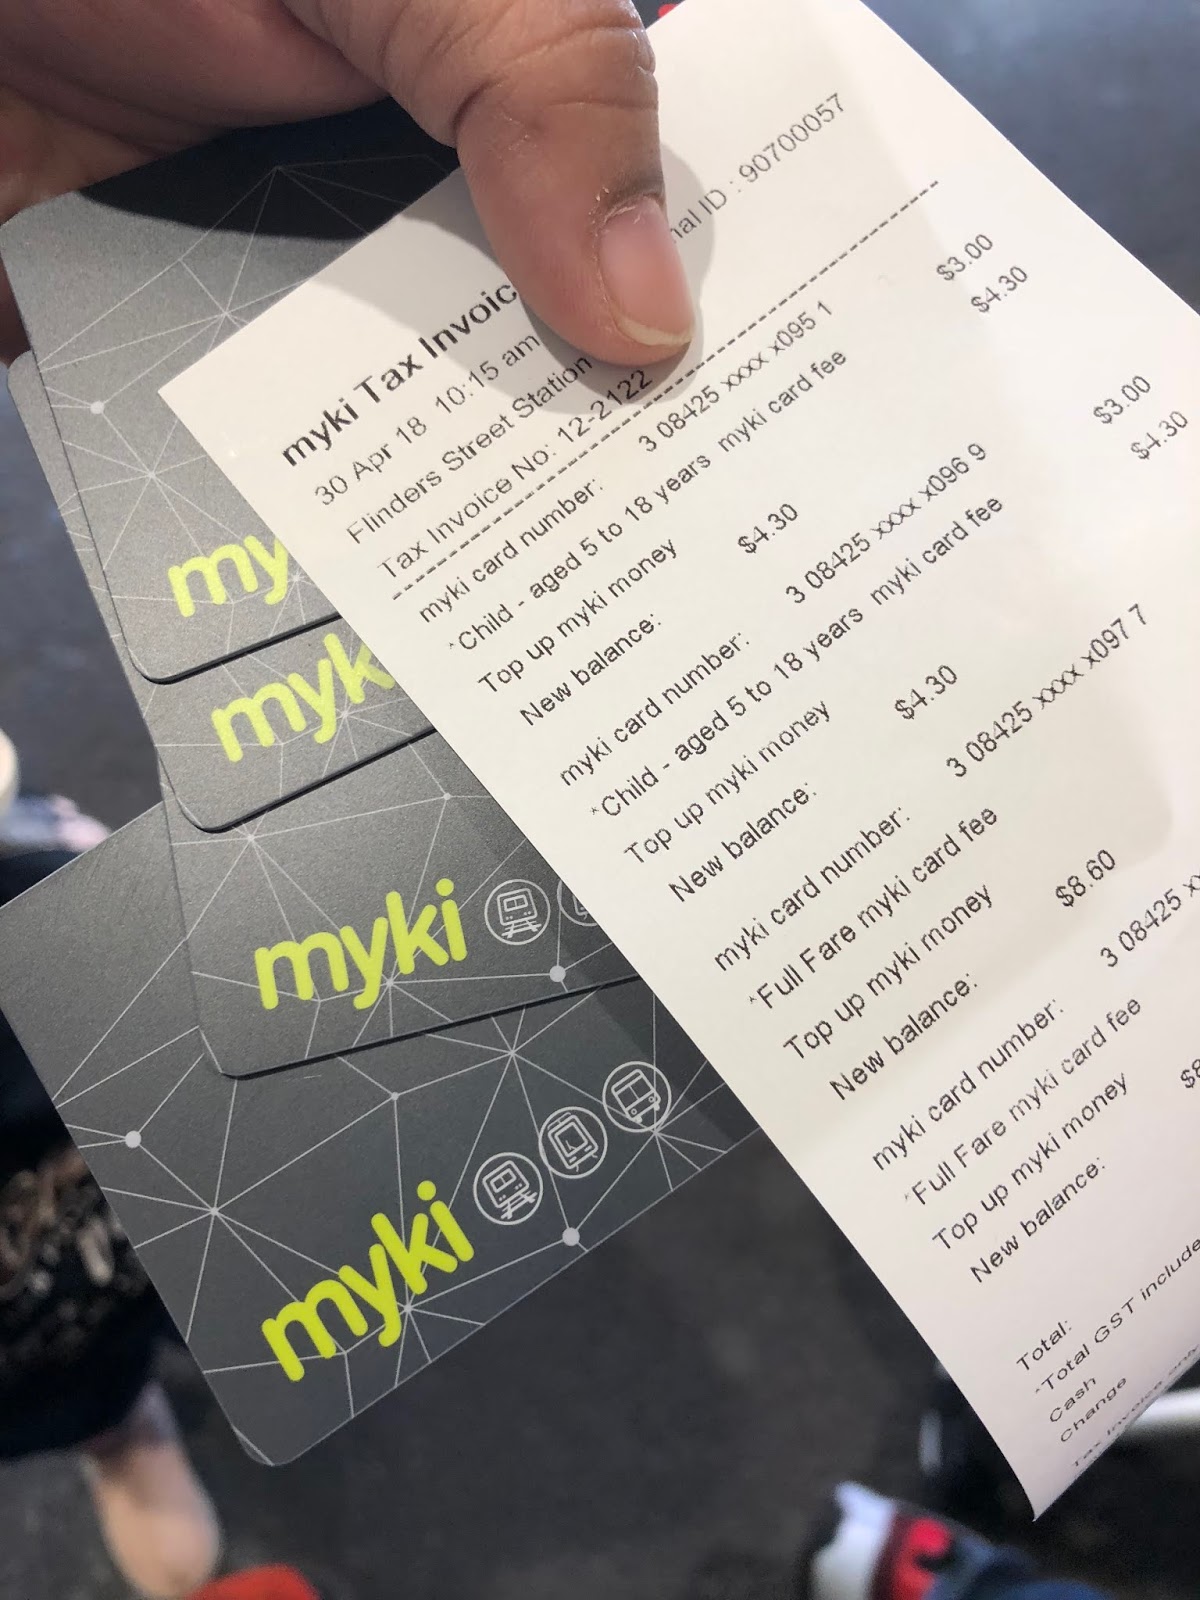 myki Tax Invoic
30 Apr 18 10:15 am
Flinders Street Station
nal ID : 90700057
Tax Invoice No: 12-2122
myki card number: 3 08425 xxxx x095 1
*Child - aged 5 to 18 years myki card fee $3.00
Top up myki money $4.30
New balance: $4.30
myki card number: 3 08425 xxxx x096 9
*Child - aged 5 to 18 years myki card fee $3.00
Top up myki money $4.30
New balance: $4.30
myki card number: 3 08425 xxxx x097 7
*Full Fare myki card fee
Top up myki money
New balance: $8.60
myki card number: 3 08425 xx
*Full Fare myki card fee
Top up myki money
New balance: $8
Total:
*Total GST include
Cash
Change
Tax invoice only
my
myk
myki
myki